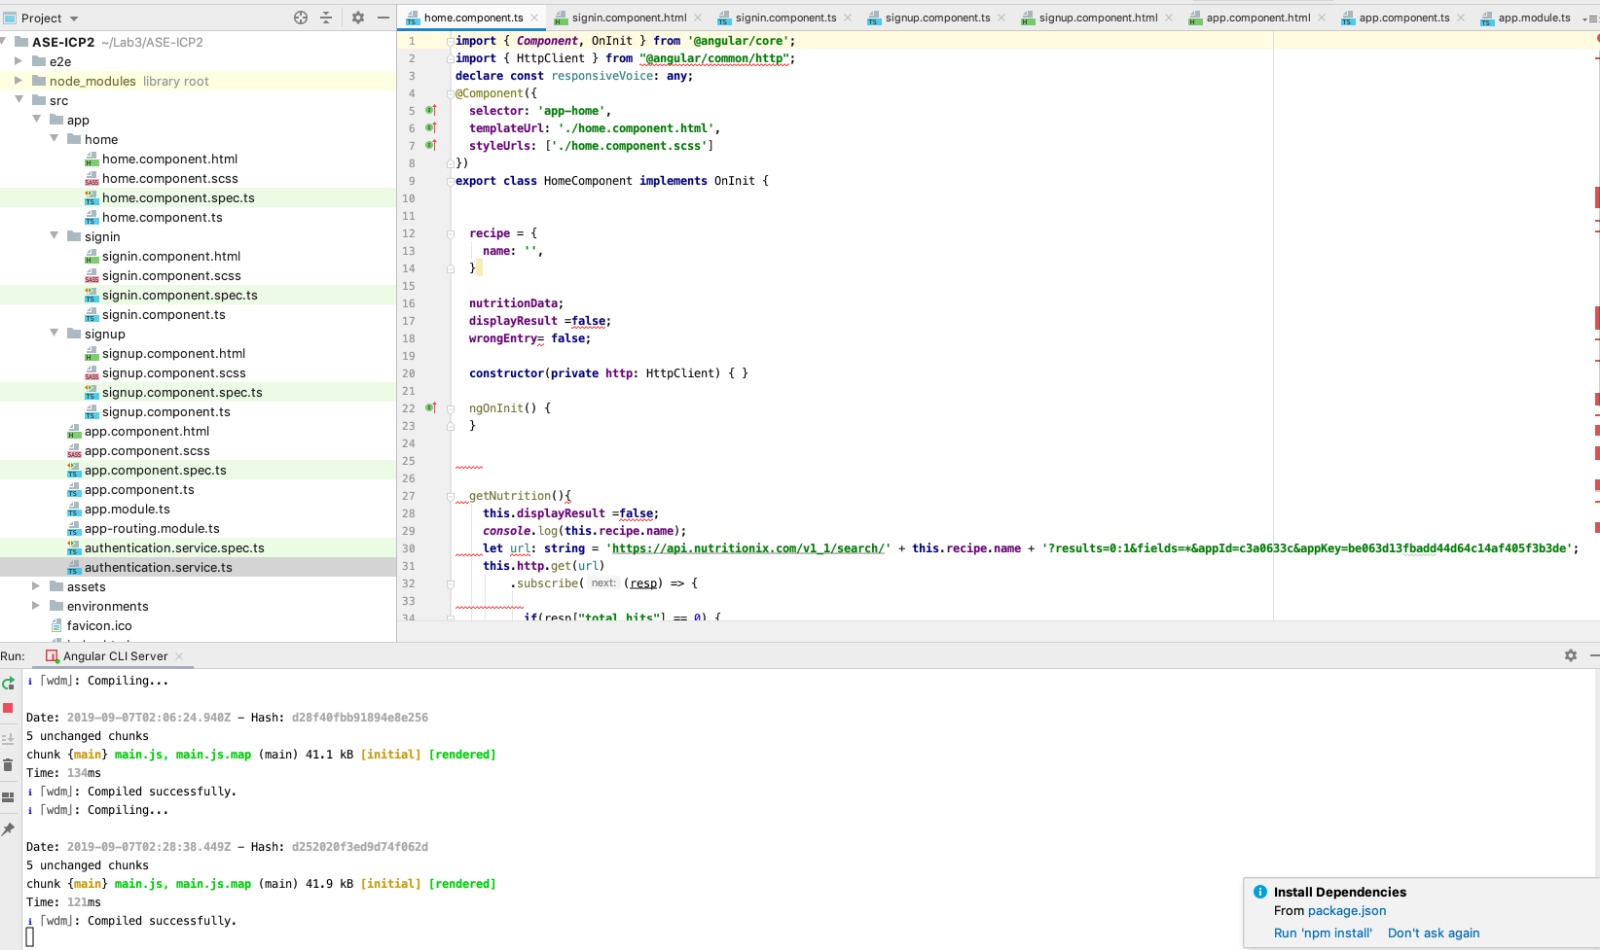 Project
ASE-ICP2 ~/Lab3/ASE-ICP2
e2e
node_modules library root
src
app
home
home.component.html
home.component.scss
home.component.spec.ts
home.component.ts
signin
signin.component.html
signin.component.scss
signin.component.spec.ts
signin.component.ts
signup
signup.component.html
signup.component.scss
signup.component.spec.ts
signup.component.ts
app.component.html
app.component.scss
app.component.spec.ts
app.component.ts
app.module.ts
app-routing.module.ts
authentication.service.spec.ts
authentication.service.ts
assets
environments
favicon.ico
home.component.ts signin.component.html signin.component.ts signup.component.ts signup.component.html app.component.html app.component.ts app.module.ts
1 import { Component, OnInit } from '@angular/core';
2 import { HttpClient } from "@angular/common/http";
3 declare const responsiveVoice: any;
4 @Component({
5 selector: 'app-home',
6 templateUrl: './home.component.html',
7 styleUrls: ['./home.component.scss']
8 })
9 export class HomeComponent implements OnInit {
10
11
12 recipe = {
13 name: '',
14 }
15
16 nutritionData;
17 displayResult =false;
18 wrongEntry= false;
19
20 constructor(private http: HttpClient) { }
21
22 ngOnInit() {
23 }
24
25
26
27 getNutrition(){
28 this.displayResult =false;
29 console.log(this.recipe.name);
30 let url: string = 'https://api.nutritionix.com/v1_1/search/' + this.recipe.name + '?results=0:1&fields=*&appId=c3a0633c&appKey=be063d13fbadd44d64c14af405f3b3de';
31 this.http.get(url)
32 .subscribe( next: (resp) => {
33
34 if(resp["total_hits"] == 0) {
Run: Angular CLI Server
i ｢wdm｣: Compiling...
Date: 2019-09-07T02:06:24.940Z - Hash: d28f40fbb91894e8e256
5 unchanged chunks
chunk {main} main.js, main.js.map (main) 41.1 kB [initial] [rendered]
Time: 134ms
i ｢wdm｣: Compiled successfully.
i ｢wdm｣: Compiling...
Date: 2019-09-07T02:28:38.449Z - Hash: d252020f3ed9d74f062d
5 unchanged chunks
chunk {main} main.js, main.js.map (main) 41.9 kB [initial] [rendered]
Time: 121ms
i ｢wdm｣: Compiled successfully.
Install Dependencies
From package.json
Run 'npm install' Don't ask again